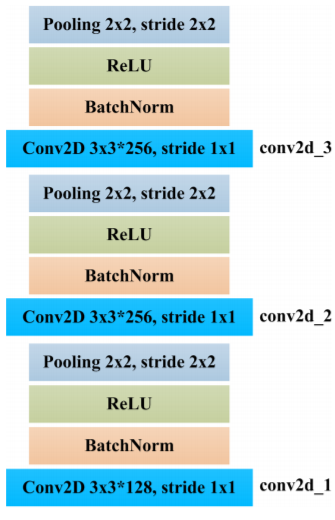 Pooling 2x2, stride 2x2
ReLU
BatchNorm
Conv2D 3x3*256, stride 1x1 conv2d_3
Pooling 2x2, stride 2x2
ReLU
BatchNorm
Conv2D 3x3*256, stride 1x1 conv2d_2
Pooling 2x2, stride 2x2
ReLU
BatchNorm
Conv2D 3x3*128, stride 1x1 conv2d_1